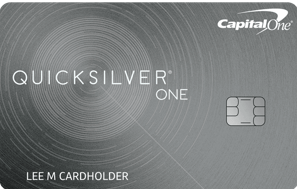 Capital One
QUICKSILVER®
ONE
LEE M CARDHOLDER